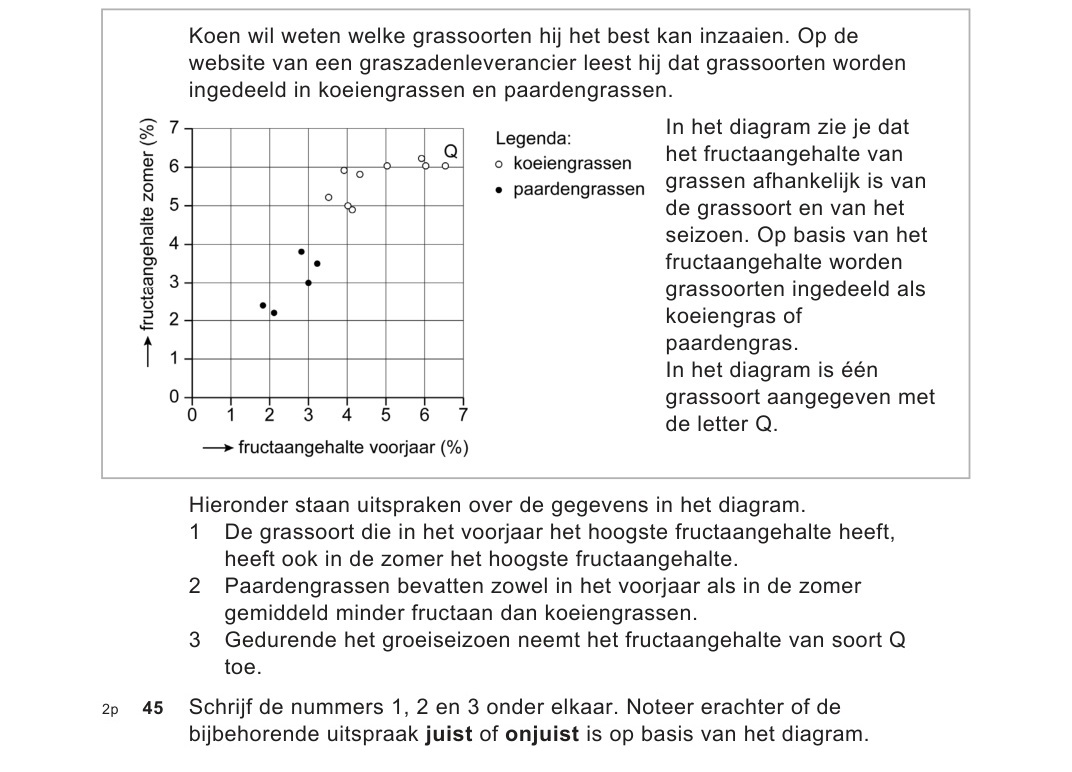 Koen wil weten welke grassoorten hij het best kan inzaaien. Op de
website van een graszadenleverancier leest hij dat grassoorten worden
ingedeeld in koeiengrassen en paardengrassen.
fructaangehalte zomer (%)
7
6
5
4
3
2
1
0
Q
0 1 2 3 4 5 6 7
fructaangehalte voorjaar (%)
Legenda:
koeiengrassen
paardengrassen
In het diagram zie je dat
het fructaangehalte van
grassen afhankelijk is van
de grassoort en van het
seizoen. Op basis van het
fructaangehalte worden
grassoorten ingedeeld als
koeiengras of
paardengras.
In het diagram is één
grassoort aangegeven met
de letter Q.
Hieronder staan uitspraken over de gegevens in het diagram.
1 De grassoort die in het voorjaar het hoogste fructaangehalte heeft,
heeft ook in de zomer het hoogste fructaangehalte.
2 Paardengrassen bevatten zowel in het voorjaar als in de zomer
gemiddeld minder fructaan dan koeiengrassen.
3 Gedurende het groeiseizoen neemt het fructaangehalte van soort Q
toe.
2p 45 Schrijf de nummers 1, 2 en 3 onder elkaar. Noteer erachter of de
bijbehorende uitspraak juist of onjuist is op basis van het diagram.